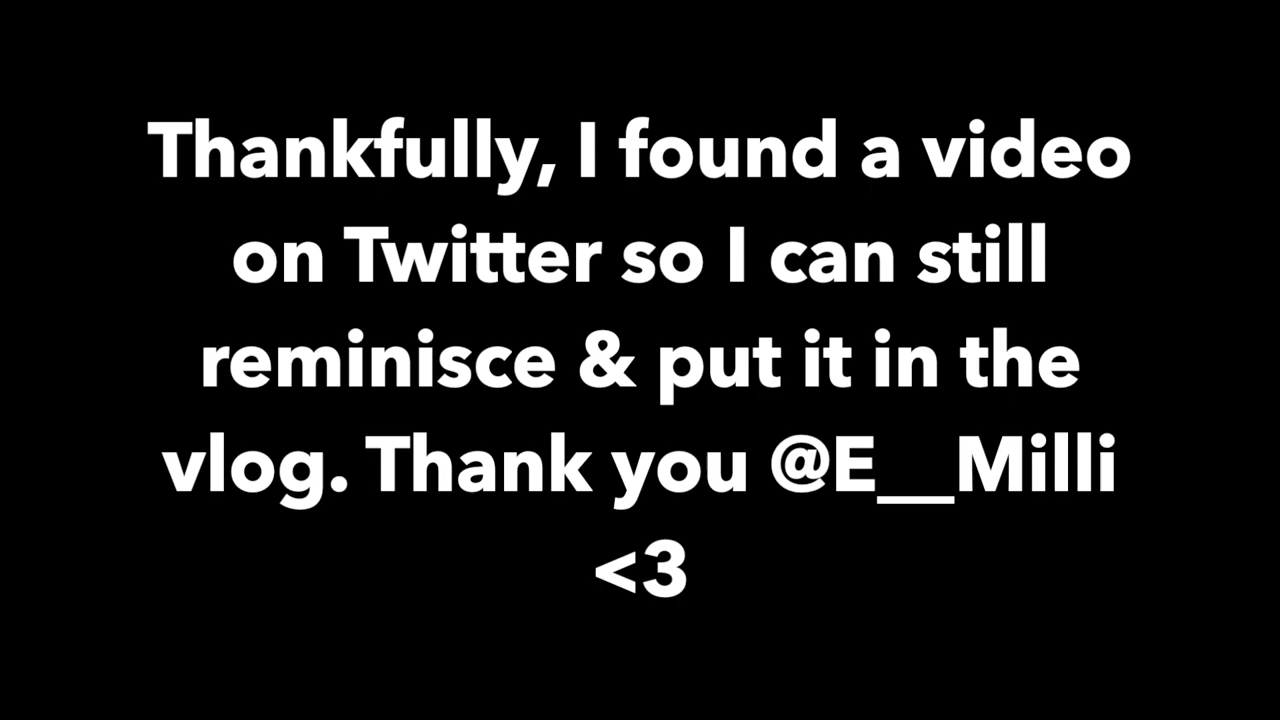 Thankfully, I found a video
on Twitter so I can still
reminisce & put it in the
vlog. Thank you @E__Milli
<3